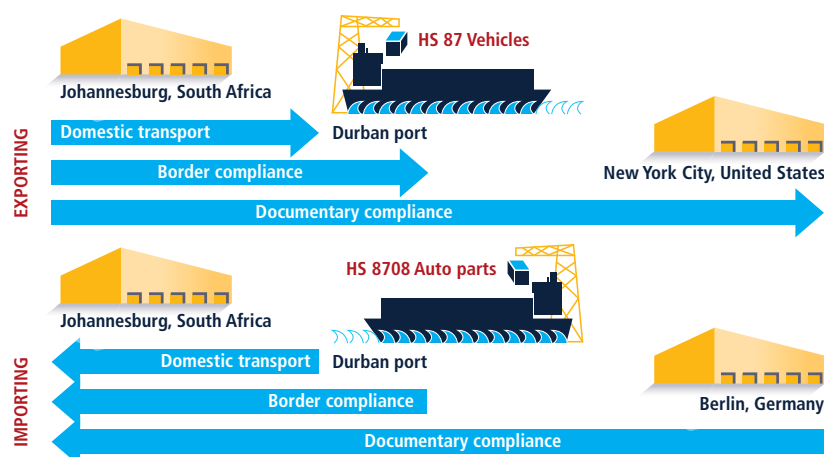 HS 87 Vehicles
Johannesburg, South Africa
EXPORTING
Domestic transport
Durban port
Border compliance
New York City, United States
Documentary compliance
HS 8708 Auto parts
Johannesburg, South Africa
IMPORTING
Domestic transport
Durban port
Border compliance
Berlin, Germany
Documentary compliance